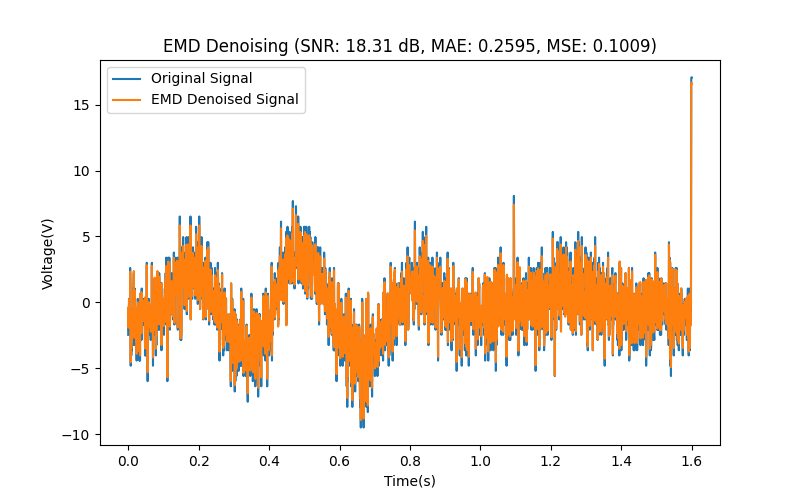 EMD Denoising (SNR: 18.31 dB, MAE: 0.2595, MSE: 0.1009)
Original Signal
EMD Denoised Signal
Voltage(V)
15
10
5
0
−5
−10
0.0 0.2 0.4 0.6 0.8 1.0 1.2 1.4 1.6
Time(s)